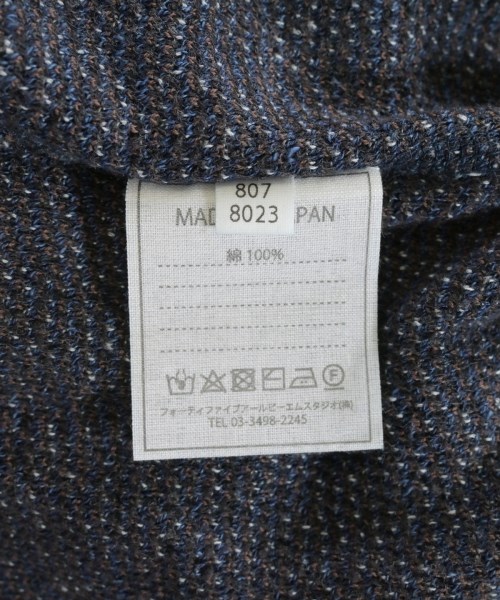 807
8023
MAD PAN
綿 100%
フォーティファイブアールピーエムスタジオ(株)
TEL 03-3498-2245